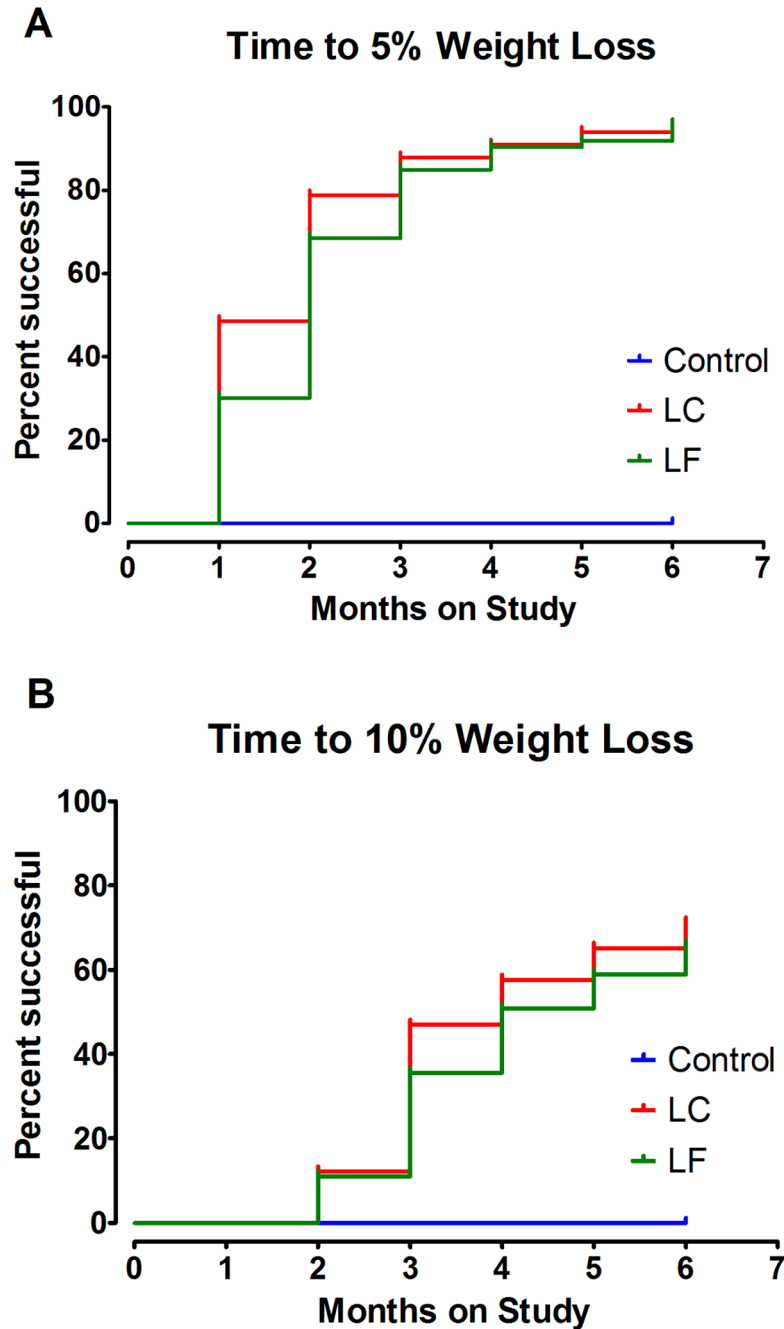 A
Time to 5% Weight Loss
Percent successful
100
80
60
40
20
0
Control
LC
LF
0 1 2 3 4 5 6 7
Months on Study
B
Time to 10% Weight Loss
Percent successful
100
80
60
40
20
0
Control
LC
LF
0 1 2 3 4 5 6 7
Months on Study